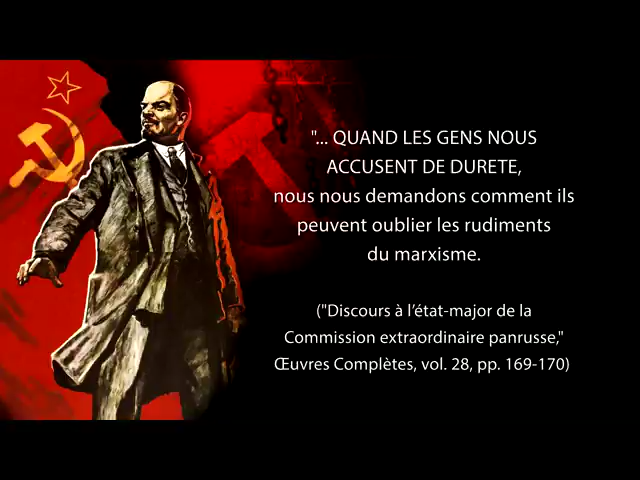 "... QUAND LES GENS NOUS
ACCUSENT DE DURETE,
nous nous demandons comment ils
peuvent oublier les rudiments
du marxisme.
("Discours à l’état-major de la
Commission extraordinaire panrusse,"
Œuvres Complètes, vol. 28, pp. 169-170)